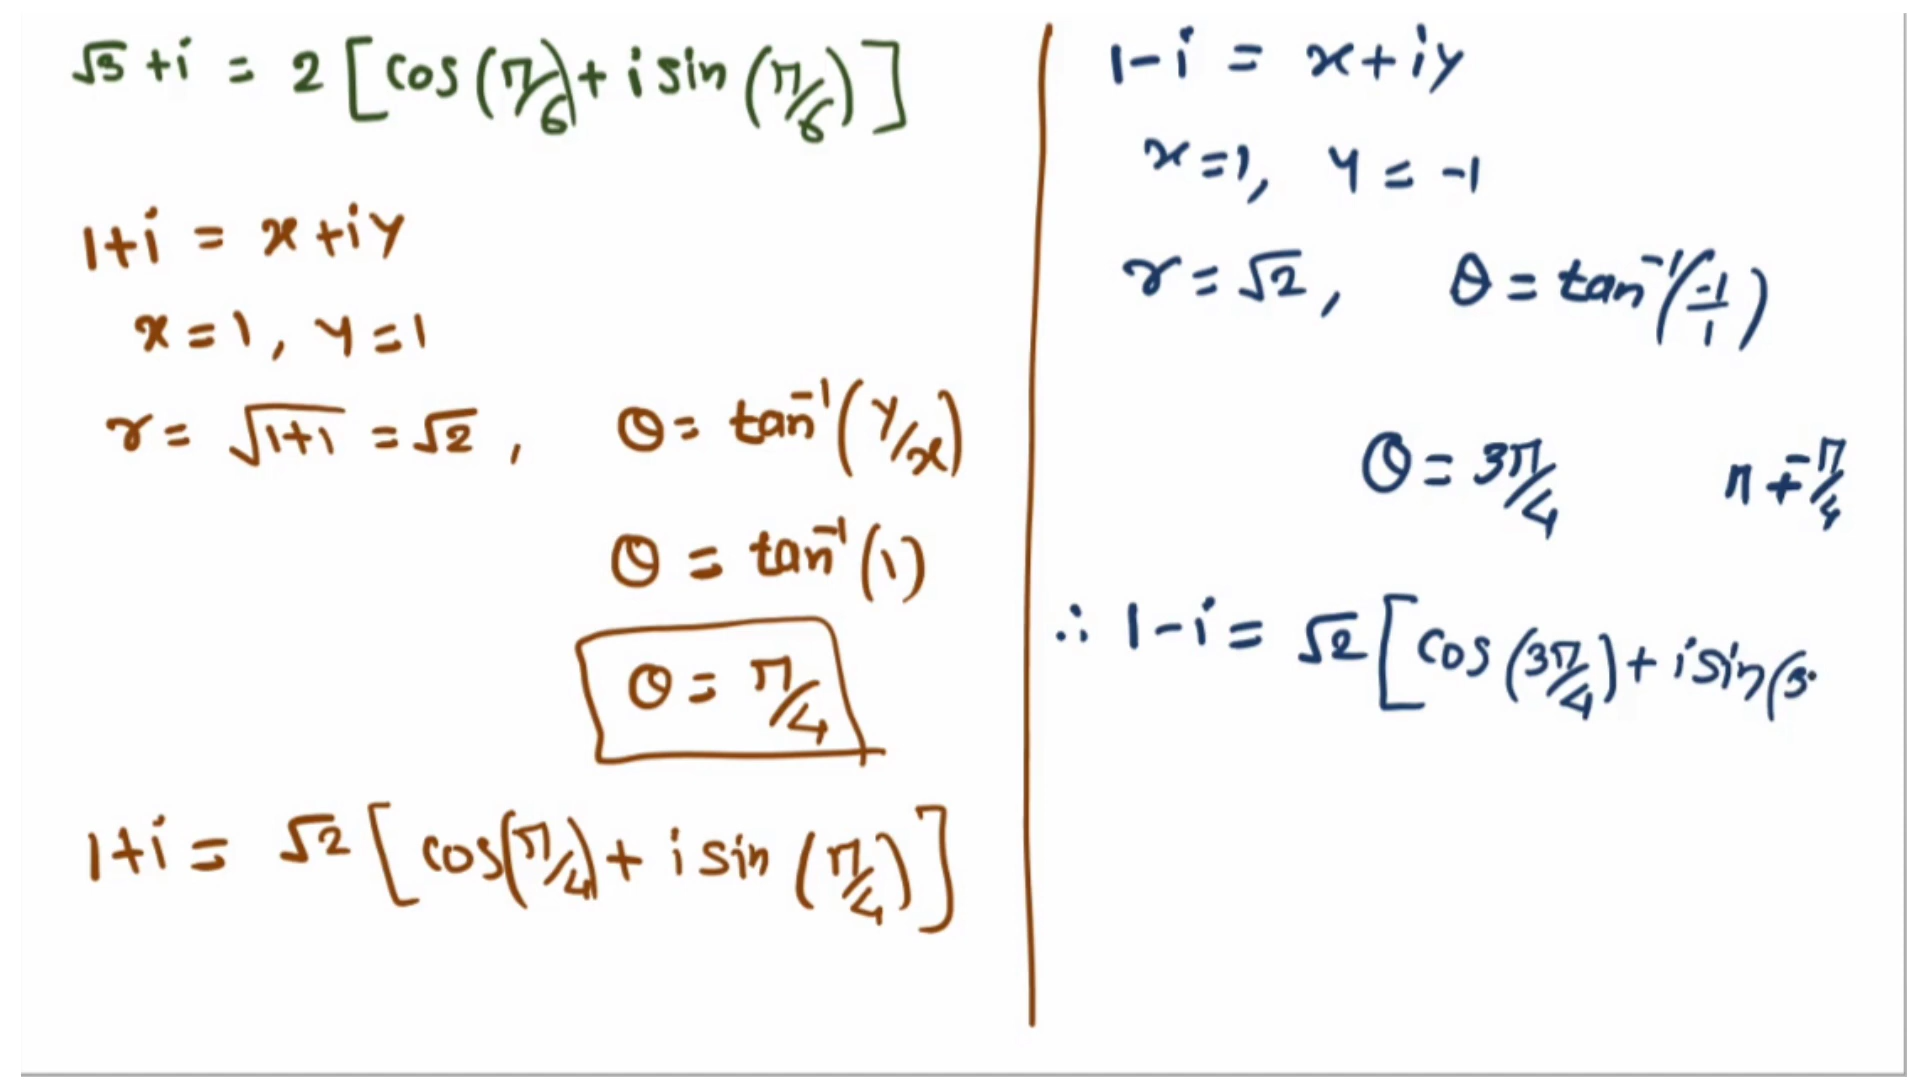 √3 + i = 2 [cos(π/6) + i sin(π/6)]
1+i = x+iy
x=1, y=1
r = √1+1 = √2, θ = tan⁻¹(y/x)
θ = tan⁻¹(1)
θ = π/4
1+i = √2 [cos(π/4) + i sin(π/4)]
1-i = x+iy
x=1, y = -1
r = √2, θ = tan⁻¹(-1/1)
θ = 3π/4 π + -π/4
∴ 1-i = √2 [cos(3π/4) + i sin(3